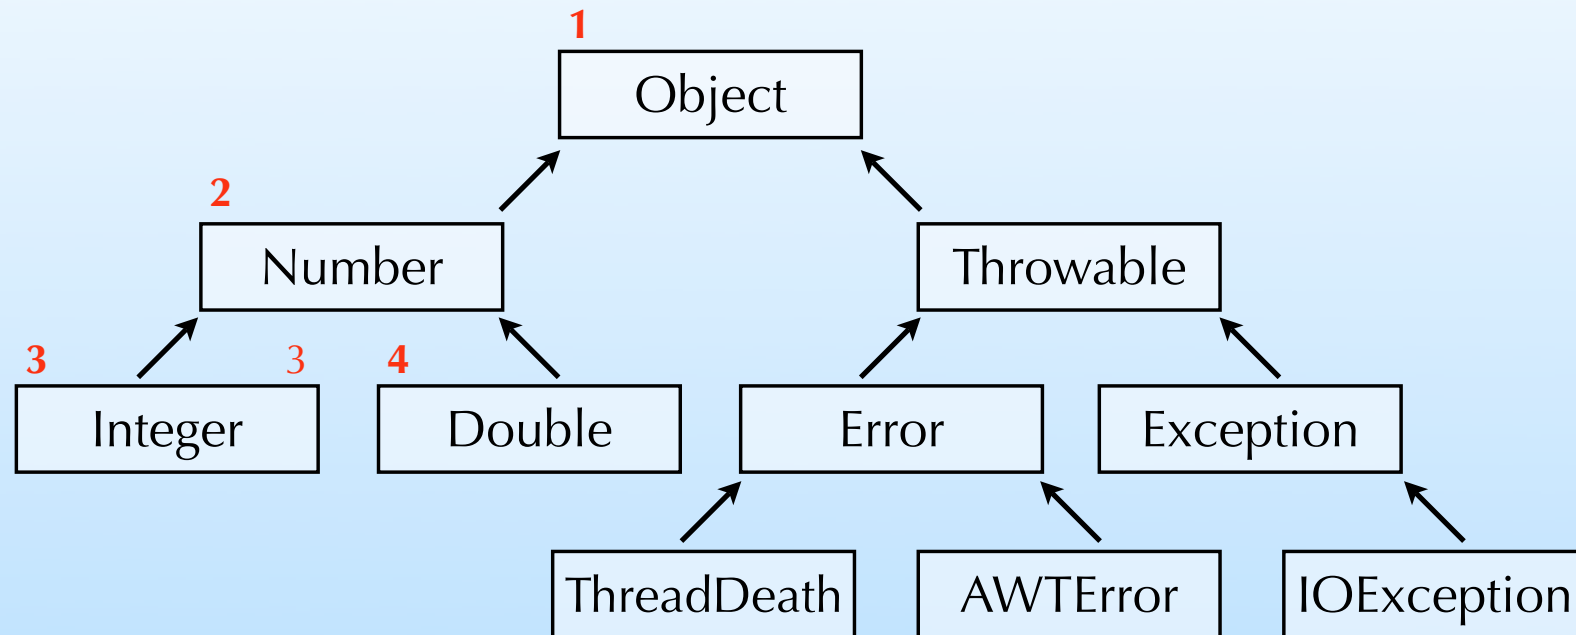 1
Object
2
Number
Throwable
3 3 4
Integer
Double
Error
Exception
ThreadDeath
AWTError
IOException